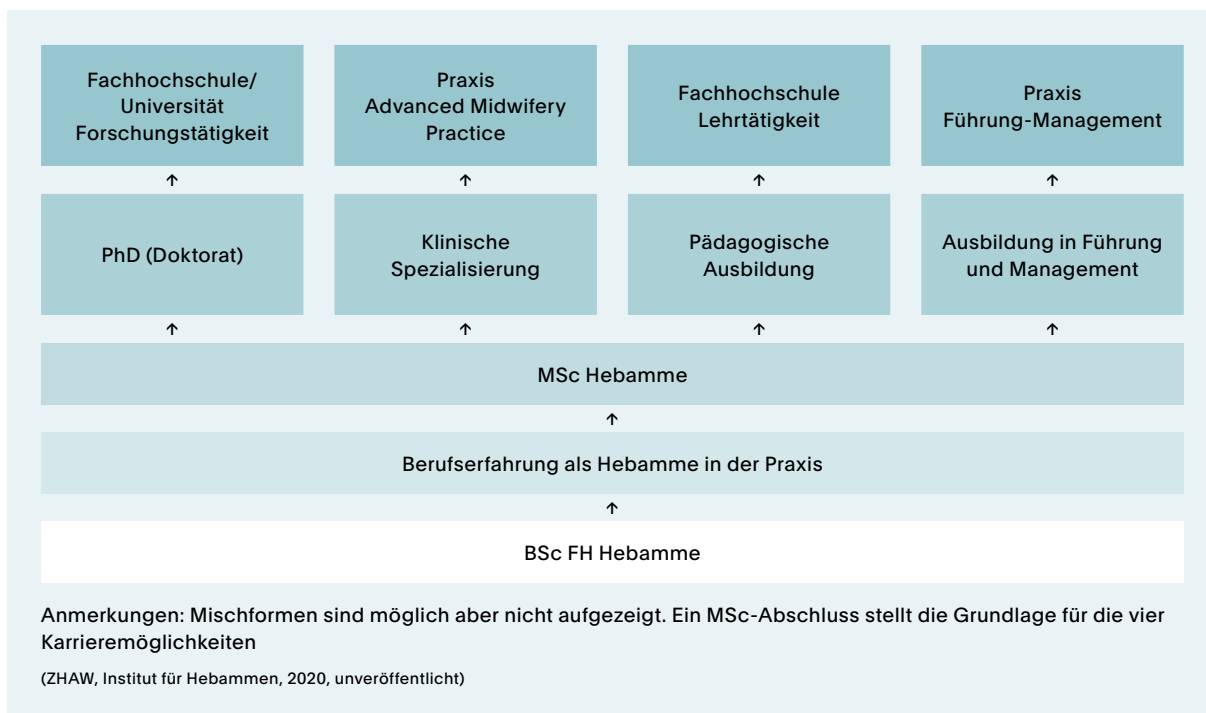 Fachhochschule/
Universität
Forschungstätigkeit
Praxis
Advanced Midwifery
Practice
Fachhochschule
Lehrtätigkeit
Praxis
Führung-Management
↑ ↑ ↑ ↑
PhD (Doktorat)
Klinische
Spezialisierung
Pädagogische
Ausbildung
Ausbildung in Führung
und Management
↑ ↑ ↑ ↑
MSc Hebamme
↑
Berufserfahrung als Hebamme in der Praxis
↑
BSc FH Hebamme
Anmerkungen: Mischformen sind möglich aber nicht aufgezeigt. Ein MSc-Abschluss stellt die Grundlage für die vier
Karrieremöglichkeiten
(ZHAW, Institut für Hebammen, 2020, unveröffentlicht)